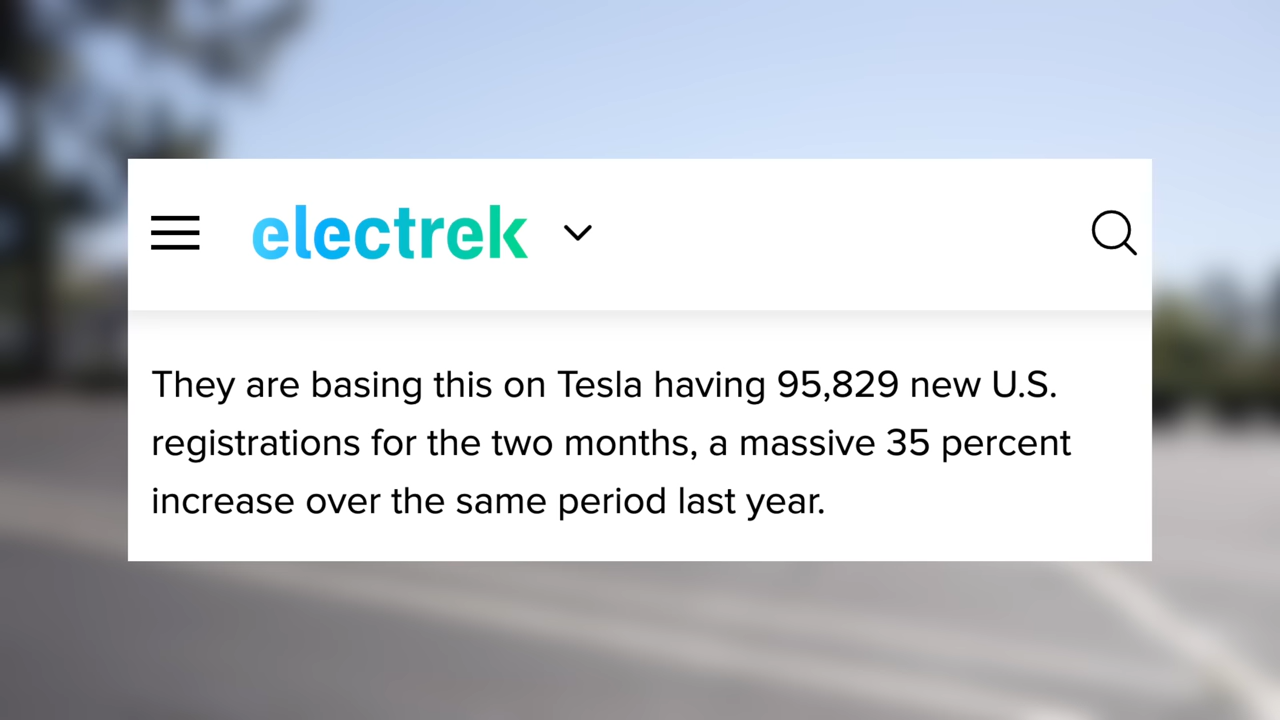 electrek
They are basing this on Tesla having 95,829 new U.S.
registrations for the two months, a massive 35 percent
increase over the same period last year.